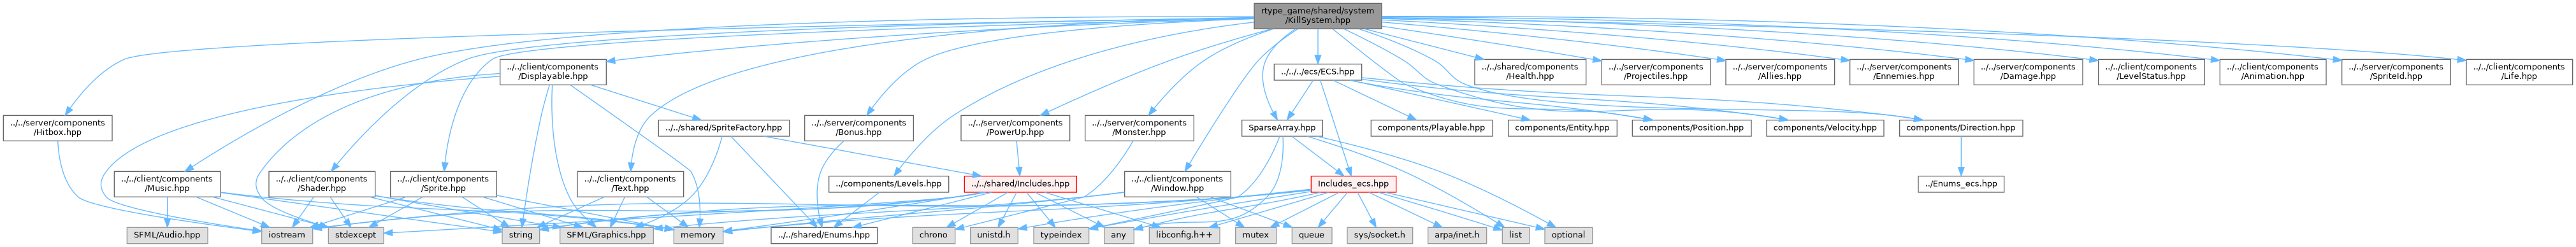 rtype_game/shared/system
/KillSystem.hpp
../../client/components
/Displayable.hpp
../../../ecs/ECS.hpp
../../shared/components
/Health.hpp
../../server/components
/Projectiles.hpp
../../server/components
/Allies.hpp
../../server/components
/Ennemies.hpp
../../server/components
/Damage.hpp
../../client/components
/LevelStatus.hpp
../../client/components
/Animation.hpp
../../server/components
/SpriteId.hpp
../../client/components
/Life.hpp
../../server/components
/Hitbox.hpp
../../shared/SpriteFactory.hpp
../../server/components
/Bonus.hpp
../../server/components
/PowerUp.hpp
../../server/components
/Monster.hpp
SparseArray.hpp
components/Playable.hpp
components/Entity.hpp
components/Position.hpp
components/Velocity.hpp
components/Direction.hpp
../../client/components
/Music.hpp
../../client/components
/Shader.hpp
../../client/components
/Sprite.hpp
../../client/components
/Text.hpp
../components/Levels.hpp
../../shared/Includes.hpp
../../client/components
/Window.hpp
Includes_ecs.hpp
../Enums_ecs.hpp
SFML/Audio.hpp
iostream
stdexcept
string
SFML/Graphics.hpp
memory
../../shared/Enums.hpp
chrono
unistd.h
typeindex
any
libconfig.h++
mutex
queue
sys/socket.h
arpa/inet.h
list
optional